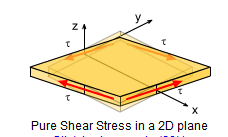 y
z
τ
τ
τ
τ
x
Pure Shear Stress in a 2D plane